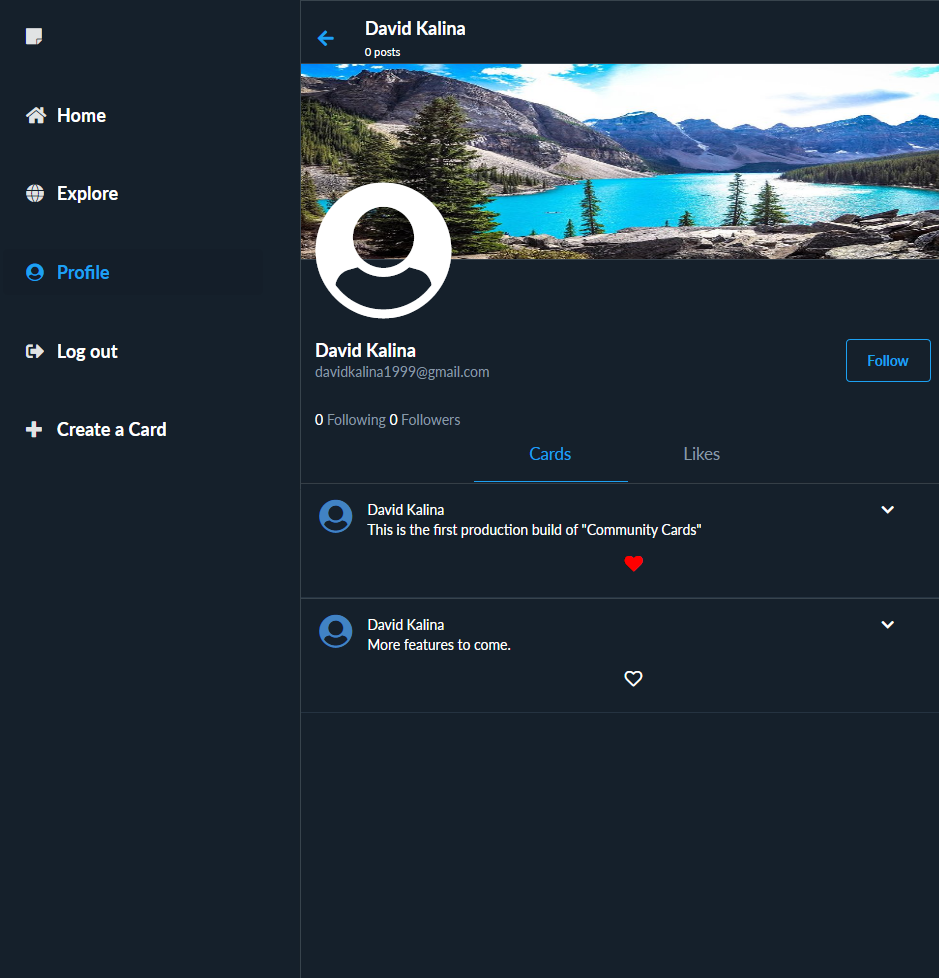 Home
Explore
Profile
Log out
Create a Card
David Kalina
0 posts
David Kalina
davidkalina1999@gmail.com
Follow
0 Following 0 Followers
Cards Likes
David Kalina
This is the first production build of "Community Cards"
David Kalina
More features to come.